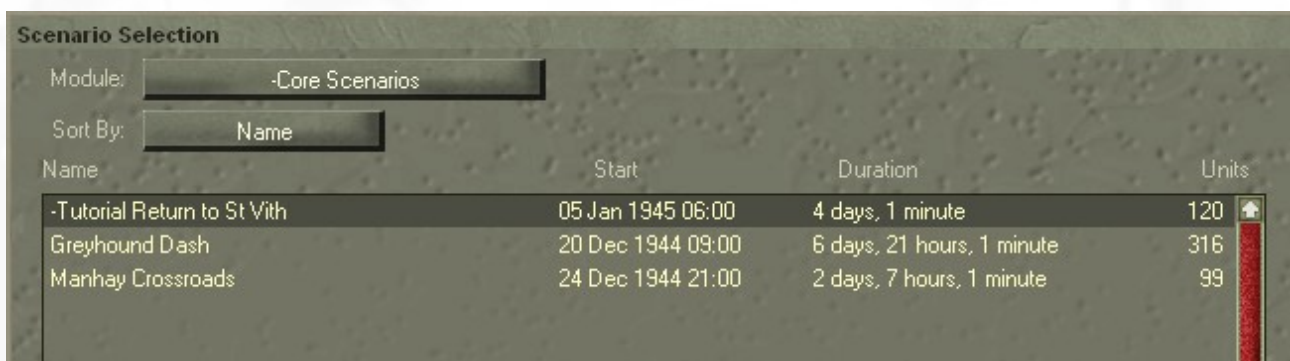 Scenario Selection
Module: -Core Scenarios
Sort By: Name
Name Start Duration Units
-Tutorial Return to St Vith 05 Jan 1945 06:00 4 days, 1 minute 120
Greyhound Dash 20 Dec 1944 09:00 6 days, 21 hours, 1 minute 316
Manhay Crossroads 24 Dec 1944 21:00 2 days, 7 hours, 1 minute 99